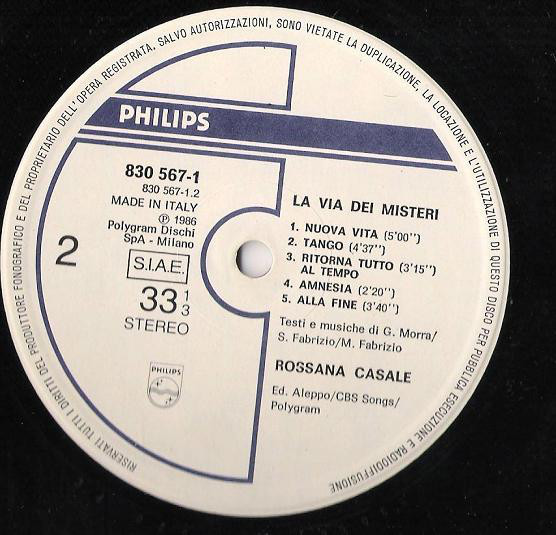 RISERVATI TUTTI I DIRITTI DEL PRODUTTORE FONOGRAFICO E DEL PROPRIETARIO DELL'OPERA REGISTRATA. SALVO AUTORIZZAZIONI, SONO VIETATE LA DUPLICAZIONE, LA LOCAZIONE E L'UTILIZZAZIONE DI QUESTO DISCO PER PUBBLICA ESECUZIONE E RADIODIFFUSIONE
PHILIPS
830 567-1
830 567-1.2
MADE IN ITALY
℗ 1986
Polygram Dischi
SpA - Milano
2
S.I.A.E.
33 1/3
STEREO
PHILIPS
LA VIA DEI MISTERI
1. NUOVA VITA (5'00'')
2. TANGO (4'37'')
3. RITORNA TUTTO (3'15'')
AL TEMPO
4. AMNESIA (2'20'')
5. ALLA FINE (3'40'')
Testi e musiche di G. Morra/
S. Fabrizio/M. Fabrizio
ROSSANA CASALE
Ed. Aleppo/CBS Songs/
Polygram